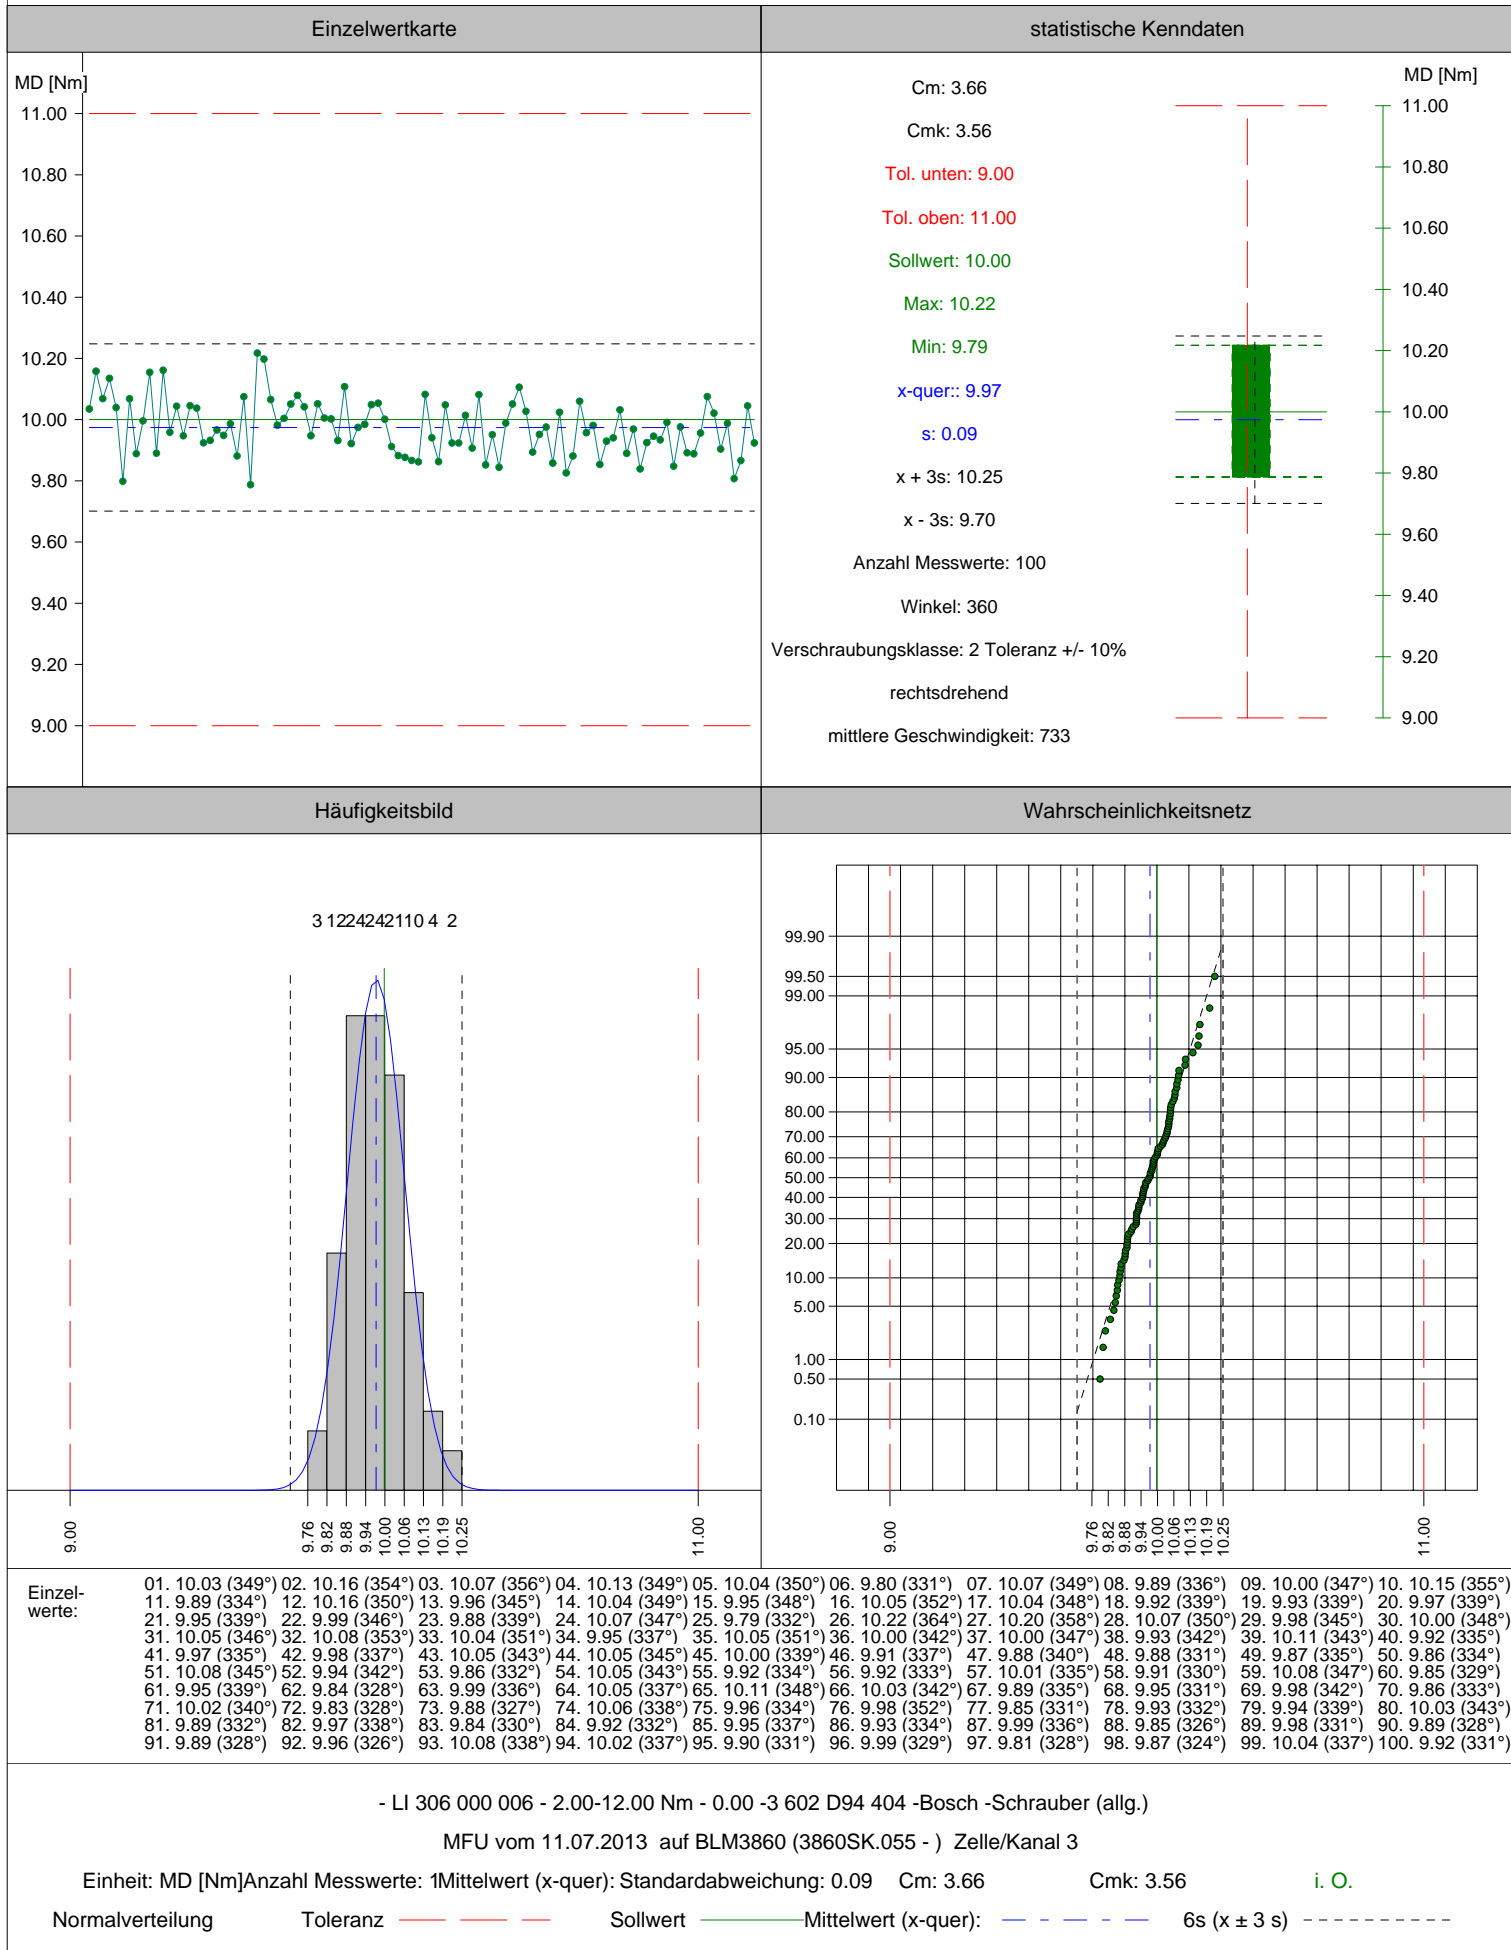 Einzelwertkarte
statistische Kenndaten
MD [Nm]
11.00
10.80
10.60
10.40
10.20
10.00
9.80
9.60
9.40
9.20
9.00
Cm: 3.66
Cmk: 3.56
Tol. unten: 9.00
Tol. oben: 11.00
Sollwert: 10.00
Max: 10.22
Min: 9.79
x-quer:: 9.97
s: 0.09
x + 3s: 10.25
x - 3s: 9.70
Anzahl Messwerte: 100
Winkel: 360
Verschraubungsklasse: 2 Toleranz +/- 10%
rechtsdrehend
mittlere Geschwindigkeit: 733
MD [Nm]
11.00
10.80
10.60
10.40
10.20
10.00
9.80
9.60
9.40
9.20
9.00
Häufigkeitsbild
Wahrscheinlichkeitsnetz
3 1224242110 4 2
9.00 9.76 9.82 9.88 9.94 10.00 10.06 10.13 10.19 10.25 11.00
99.90
99.50
99.00
95.00
90.00
80.00
70.00
60.00
50.00
40.00
30.00
20.00
10.00
5.00
1.00
0.50
0.10
9.00 9.76 9.82 9.88 9.94 10.00 10.06 10.13 10.19 10.25 11.00
Einzel-
werte:
01. 10.03 (349°) 02. 10.16 (354°) 03. 10.07 (356°) 04. 10.13 (349°) 05. 10.04 (350°) 06. 9.80 (331°) 07. 10.07 (349°) 08. 9.89 (336°) 09. 10.00 (347°) 10. 10.15 (355°)
11. 9.89 (334°) 12. 10.16 (350°) 13. 9.96 (345°) 14. 10.04 (349°) 15. 9.95 (348°) 16. 10.05 (352°) 17. 10.04 (348°) 18. 9.92 (339°) 19. 9.93 (339°) 20. 9.97 (339°)
21. 9.95 (339°) 22. 9.99 (346°) 23. 9.88 (339°) 24. 10.07 (347°) 25. 9.79 (332°) 26. 10.22 (364°) 27. 10.20 (358°) 28. 10.07 (350°) 29. 9.98 (345°) 30. 10.00 (348°)
31. 10.05 (346°) 32. 10.08 (353°) 33. 10.04 (351°) 34. 9.95 (337°) 35. 10.05 (351°) 36. 10.00 (342°) 37. 10.00 (347°) 38. 9.93 (342°) 39. 10.11 (343°) 40. 9.92 (335°)
41. 9.97 (335°) 42. 9.98 (337°) 43. 10.05 (343°) 44. 10.05 (345°) 45. 10.00 (339°) 46. 9.91 (337°) 47. 9.88 (340°) 48. 9.88 (331°) 49. 9.87 (335°) 50. 9.86 (334°)
51. 10.08 (345°) 52. 9.94 (342°) 53. 9.86 (332°) 54. 10.05 (343°) 55. 9.92 (334°) 56. 9.92 (333°) 57. 10.01 (335°) 58. 9.91 (330°) 59. 10.08 (347°) 60. 9.85 (329°)
61. 9.95 (339°) 62. 9.84 (328°) 63. 9.99 (336°) 64. 10.05 (337°) 65. 10.11 (348°) 66. 10.03 (342°) 67. 9.89 (335°) 68. 9.95 (331°) 69. 9.98 (342°) 70. 9.86 (333°)
71. 10.02 (340°) 72. 9.83 (328°) 73. 9.88 (327°) 74. 10.06 (338°) 75. 9.96 (334°) 76. 9.98 (352°) 77. 9.85 (331°) 78. 9.93 (332°) 79. 9.94 (339°) 80. 10.03 (343°)
81. 9.89 (332°) 82. 9.97 (338°) 83. 9.84 (330°) 84. 9.92 (332°) 85. 9.95 (337°) 86. 9.93 (334°) 87. 9.99 (336°) 88. 9.85 (326°) 89. 9.98 (331°) 90. 9.89 (328°)
91. 9.89 (328°) 92. 9.96 (326°) 93. 10.08 (338°) 94. 10.02 (337°) 95. 9.90 (331°) 96. 9.99 (329°) 97. 9.81 (328°) 98. 9.87 (324°) 99. 10.04 (337°) 100. 9.92 (331°)
- LI 306 000 006 - 2.00-12.00 Nm - 0.00 -3 602 D94 404 -Bosch -Schrauber (allg.)
MFU vom 11.07.2013 auf BLM3860 (3860SK.055 - ) Zelle/Kanal 3
Einheit: MD [Nm]Anzahl Messwerte: 1Mittelwert (x-quer): Standardabweichung: 0.09 Cm: 3.66 Cmk: 3.56 i. O.
Normalverteilung Toleranz Sollwert Mittelwert (x-quer): 6s (x ± 3 s)